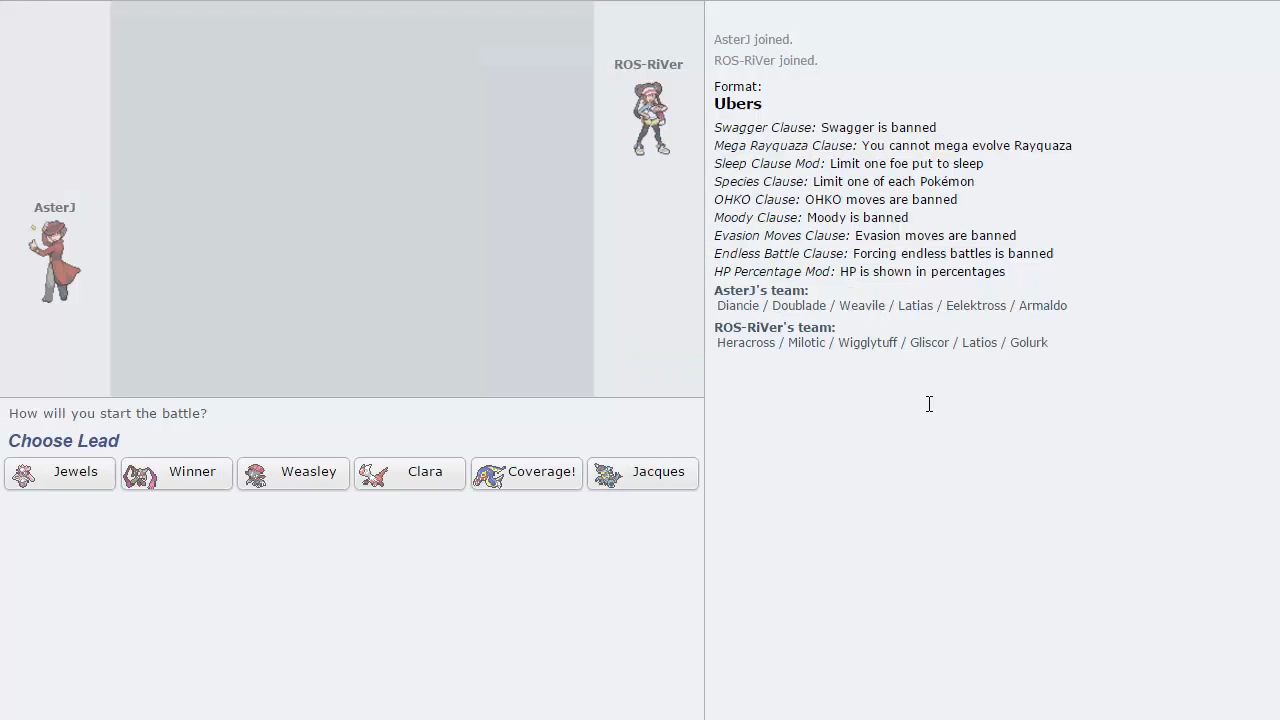 AsterJ joined.
ROS-RiVer joined.
ROS-RiVer
AsterJ
Format:
Ubers
Swagger Clause: Swagger is banned
Mega Rayquaza Clause: You cannot mega evolve Rayquaza
Sleep Clause Mod: Limit one foe put to sleep
Species Clause: Limit one of each Pokémon
OHKO Clause: OHKO moves are banned
Moody Clause: Moody is banned
Evasion Moves Clause: Evasion moves are banned
Endless Battle Clause: Forcing endless battles is banned
HP Percentage Mod: HP is shown in percentages
AsterJ's team:
Diancie / Doublade / Weavile / Latias / Eelektross / Armaldo
ROS-RiVer's team:
Heracross / Milotic / Wigglytuff / Gliscor / Latios / Golurk
How will you start the battle?
Choose Lead
Jewels Winner Weasley Clara Coverage! Jacques